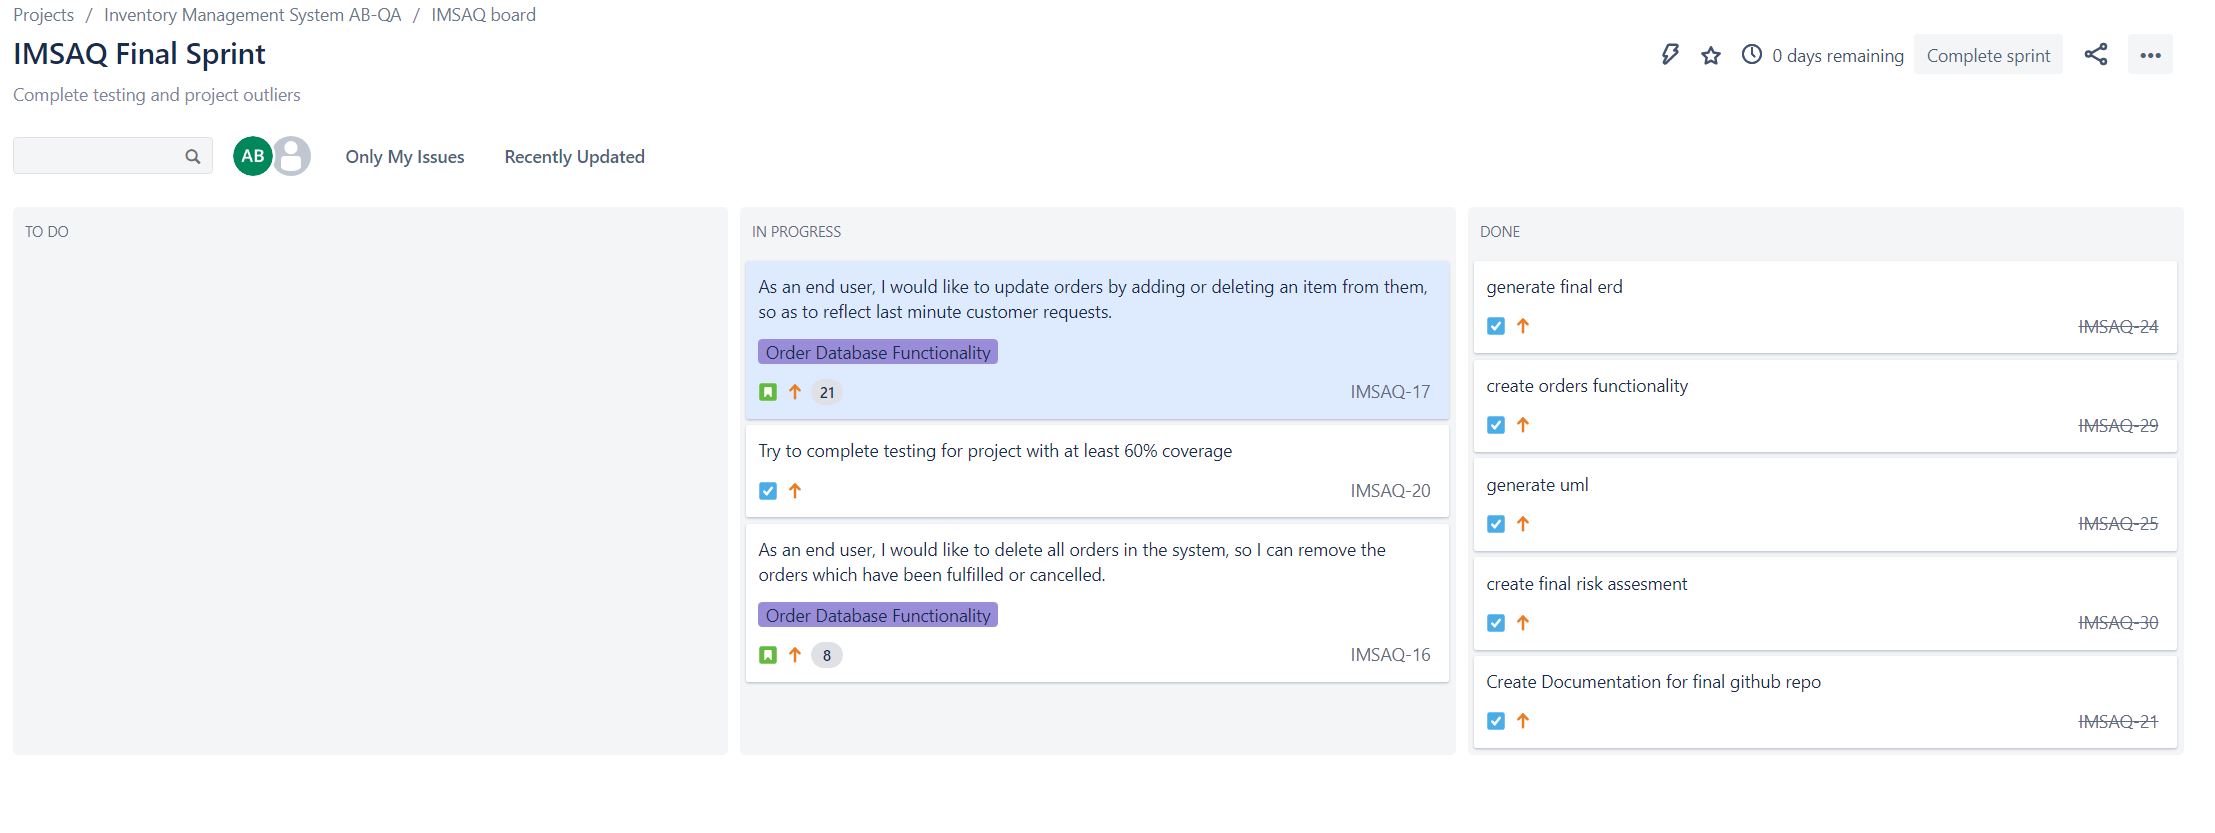 Projects / Inventory Management System AB-QA / IMSAQ board
IMSAQ Final Sprint
0 days remaining
Complete sprint
Complete testing and project outliers
AB
Only My Issues
Recently Updated
TO DO
IN PROGRESS
As an end user, I would like to update orders by adding or deleting an item from them,
so as to reflect last minute customer requests.
Order Database Functionality
21
IMSAQ-17
Try to complete testing for project with at least 60% coverage
IMSAQ-20
As an end user, I would like to delete all orders in the system, so I can remove the
orders which have been fulfilled or cancelled.
Order Database Functionality
8
IMSAQ-16
DONE
generate final erd
IMSAQ-24
create orders functionality
IMSAQ-29
generate uml
IMSAQ-25
create final risk assesment
IMSAQ-30
Create Documentation for final github repo
IMSAQ-21